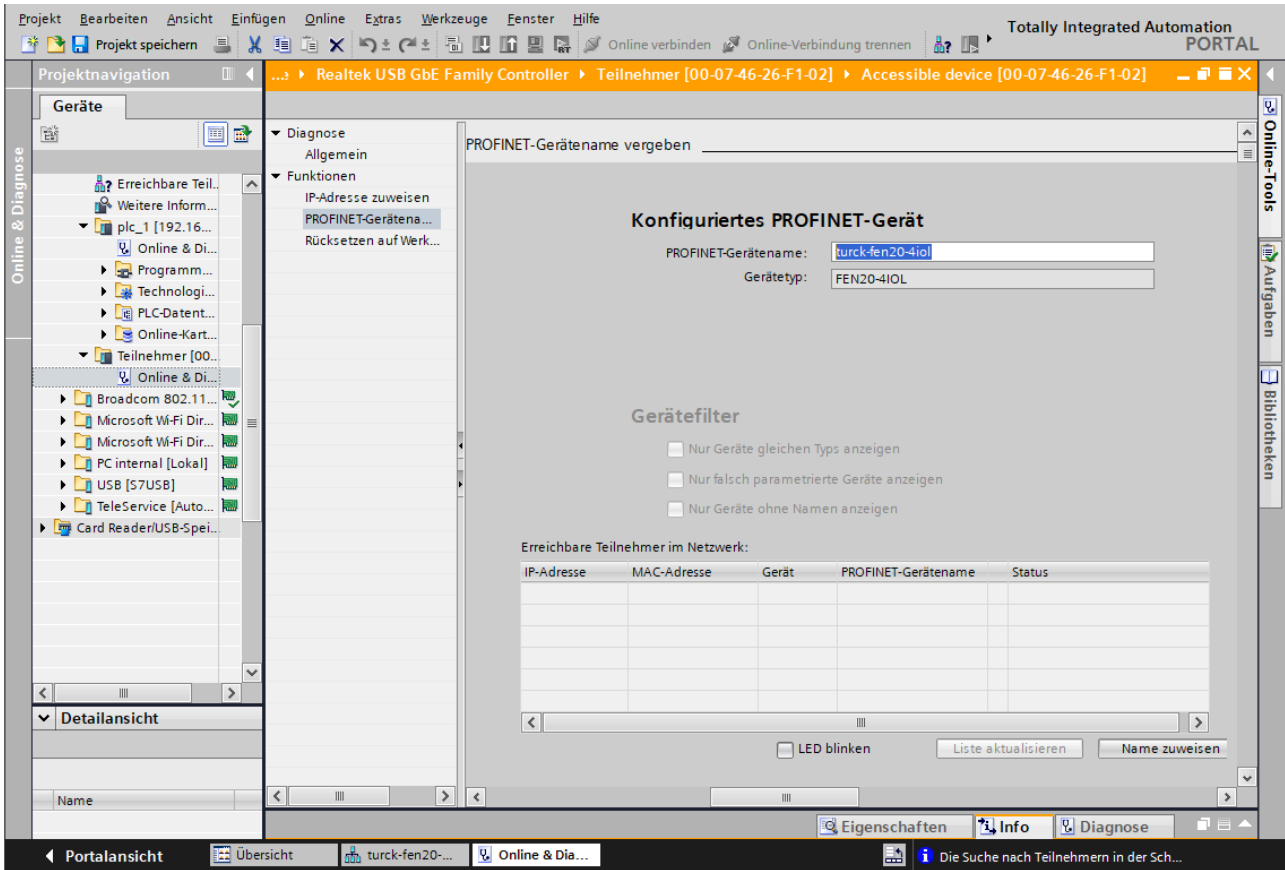 Projekt Bearbeiten Ansicht Einfügen Online Extras Werkzeuge Fenster Hilfe
Totally Integrated Automation
PORTAL
Projekt speichern
Online verbinden
Online-Verbindung trennen
Projektnavigation
... ▸ Realtek USB GbE Family Controller ▸ Teilnehmer [00-07-46-26-F1-02] ▸ Accessible device [00-07-46-26-F1-02]
Geräte
Online & Diagnose
Erreichbare Teil..
Weitere Inform...
plc_1 [192.16...
Online & Di...
Programm...
Technologi...
PLC-Datent...
Online-Kart...
Teilnehmer [00...
Online & Di...
Broadcom 802.11...
Microsoft Wi-Fi Dir...
Microsoft Wi-Fi Dir...
PC internal [Lokal]
USB [S7USB]
TeleService [Auto...
Card Reader/USB-Spei...
Detailansicht
Name
Diagnose
Allgemein
Funktionen
IP-Adresse zuweisen
PROFINET-Gerätena...
Rücksetzen auf Werk...
PROFINET-Gerätename vergeben
Konfiguriertes PROFINET-Gerät
PROFINET-Gerätename: turck-fen20-4iol
Gerätetyp: FEN20-4IOL
Gerätefilter
Nur Geräte gleichen Typs anzeigen
Nur falsch parametrierte Geräte anzeigen
Nur Geräte ohne Namen anzeigen
Erreichbare Teilnehmer im Netzwerk:
IP-Adresse MAC-Adresse Gerät PROFINET-Gerätename Status
LED blinken
Liste aktualisieren
Name zuweisen
Online-Tools
Aufgaben
Bibliotheken
Eigenschaften
Info
Diagnose
Portalansicht
Übersicht
turck-fen20-...
Online & Dia...
Die Suche nach Teilnehmern in der Sch...